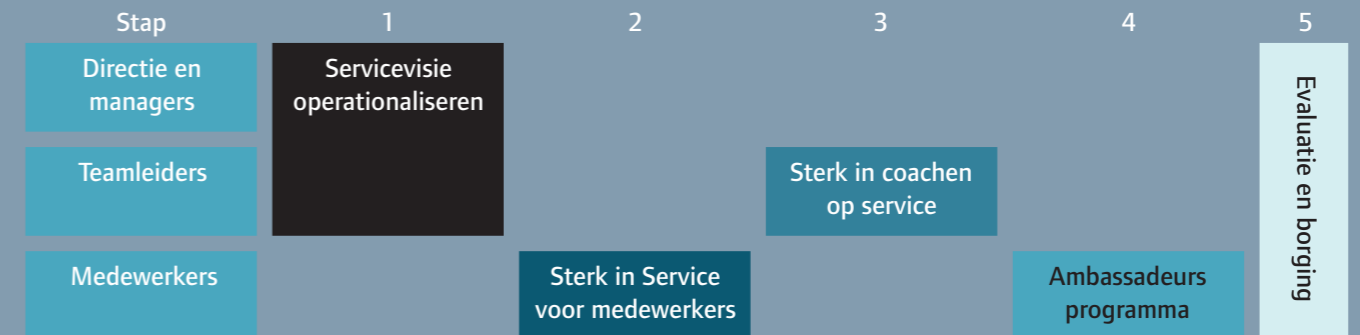 Stap 1 2 3 4 5
Directie en
managers
Servicevisie
operationaliseren
Teamleiders
Sterk in coachen
op service
Medewerkers
Sterk in Service
voor medewerkers
Ambassadeurs
programma
Evaluatie en borging